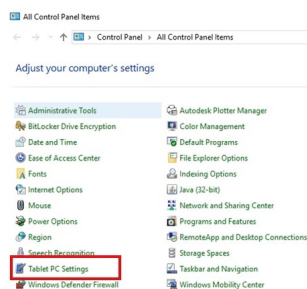 All Control Panel Items
Control Panel > All Control Panel Items
Adjust your computer's settings
Administrative Tools
Autodesk Plotter Manager
BitLocker Drive Encryption
Color Management
Date and Time
Default Programs
Ease of Access Center
File Explorer Options
Fonts
Indexing Options
Internet Options
Java (32-bit)
Mouse
Network and Sharing Center
Power Options
Programs and Features
Region
RemoteApp and Desktop Connections
Speech Recognition
Storage Spaces
Tablet PC Settings
Taskbar and Navigation
Windows Defender Firewall
Windows Mobility Center